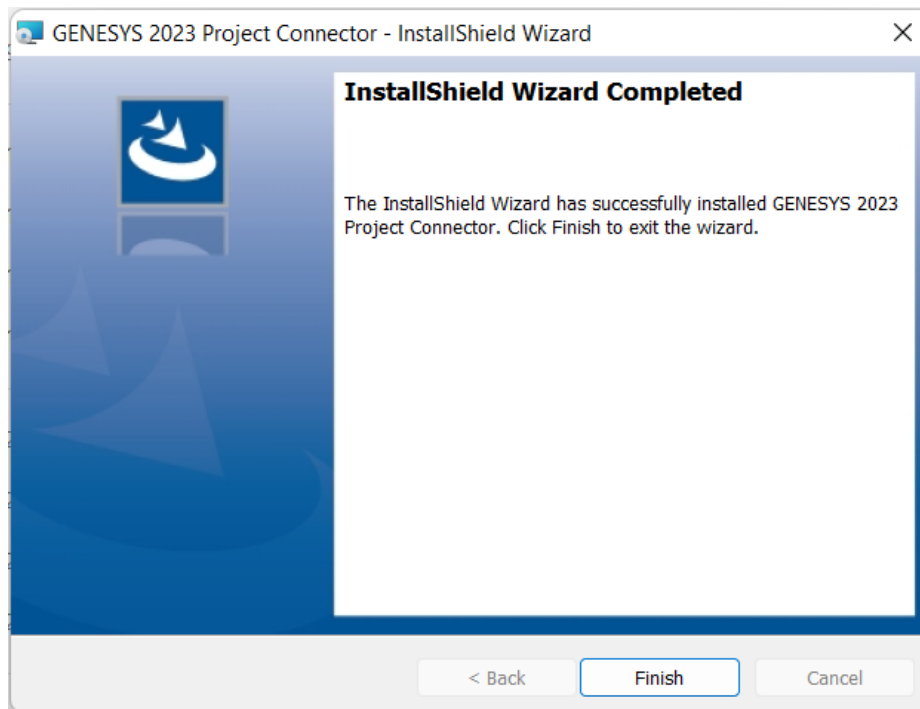 GENESYS 2023 Project Connector - InstallShield Wizard
InstallShield Wizard Completed
The InstallShield Wizard has successfully installed GENESYS 2023
Project Connector. Click Finish to exit the wizard.
< Back
Finish
Cancel